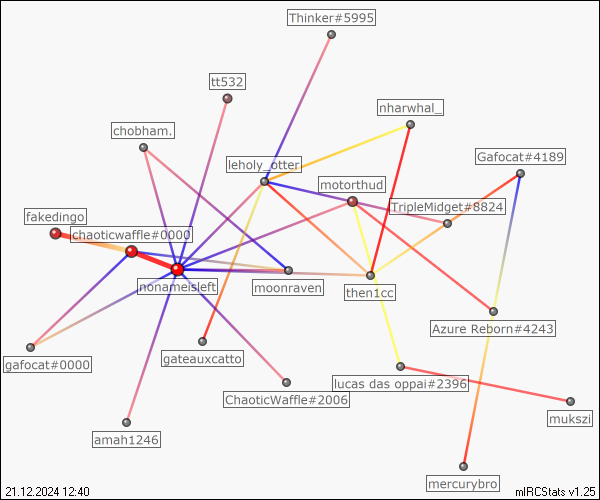 Thinker#5995
tt532
nharwhal_
chobham.
Gafocat#4189
leholy_otter
motorthud
TripleMidget#8824
fakedingo
chaoticwaffle#0000
nonameisleft
moonraven
then1cc
Azure Reborn#4243
gafocat#0000
gateauxcatto
lucas das oppai#2396
ChaoticWaffle#2006
mukszi
amah1246
mercurybro
21.12.2024 12:40
mIRCStats v1.25